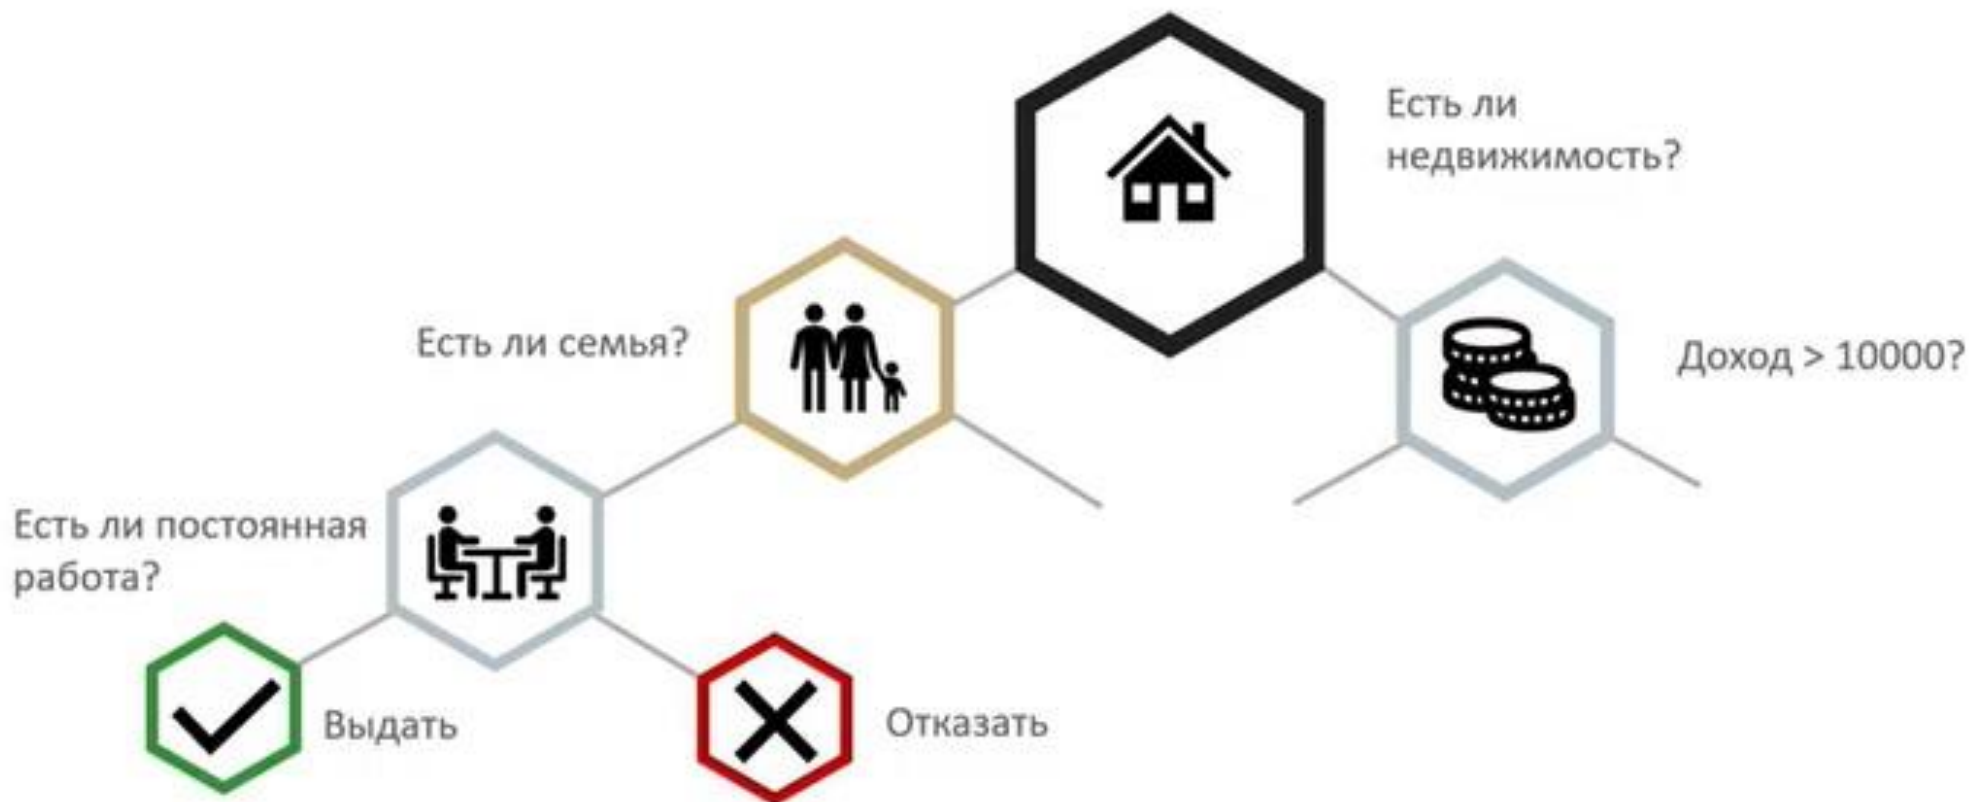 Есть ли
недвижимость?
Есть ли семья?
Доход > 10000?
Есть ли постоянная
работа?
Выдать
Отказать